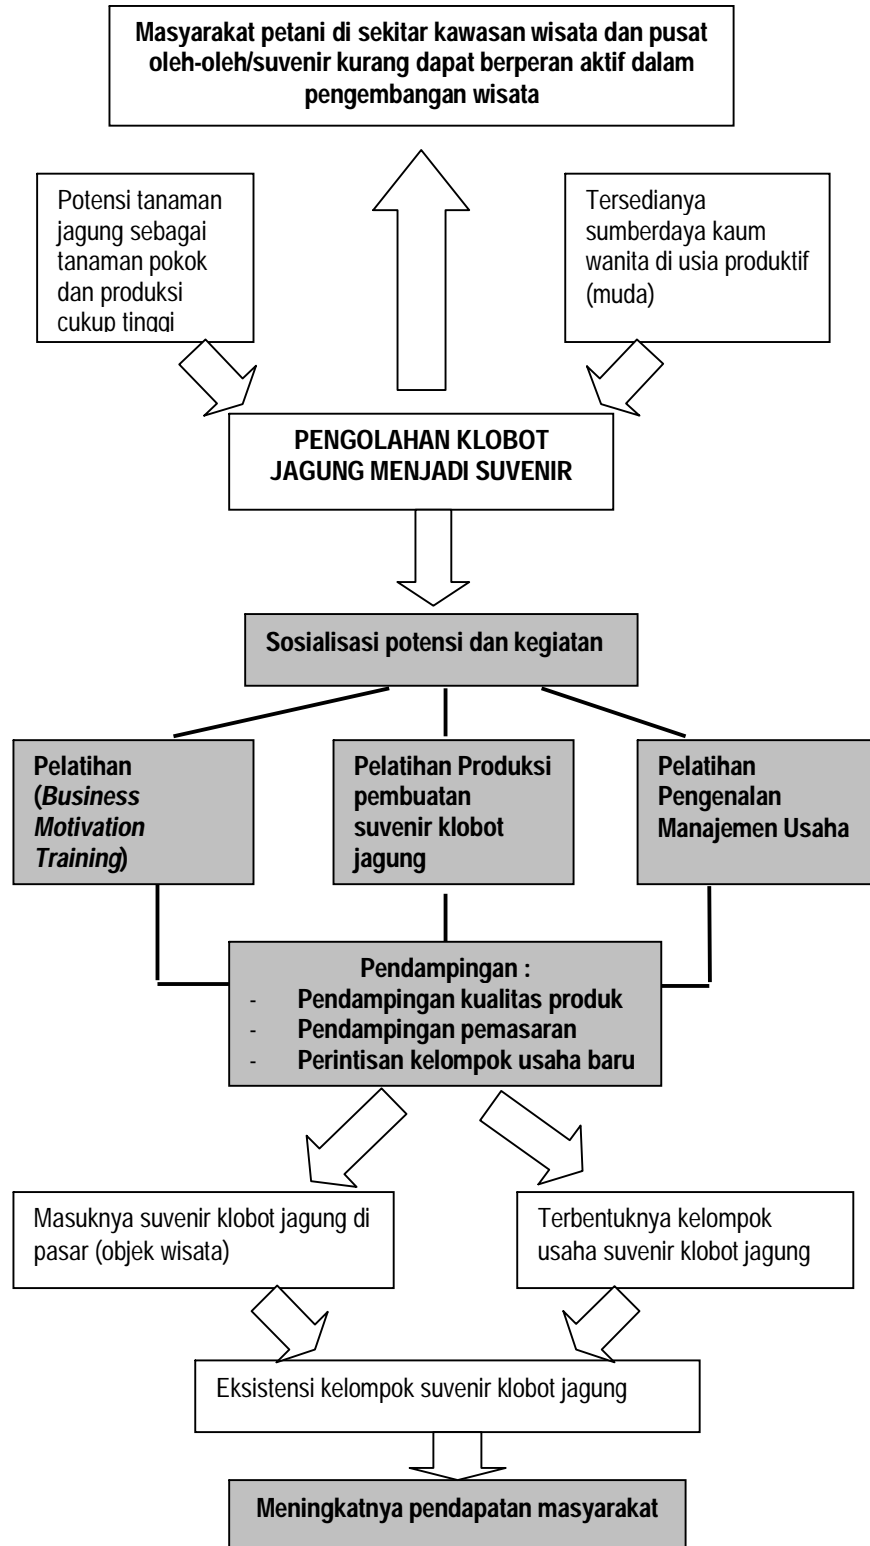 Masyarakat petani di sekitar kawasan wisata dan pusat
oleh-oleh/suvenir kurang dapat berperan aktif dalam
pengembangan wisata
Potensi tanaman
jagung sebagai
tanaman pokok
dan produksi
cukup tinggi
Tersedianya
sumberdaya kaum
wanita di usia produktif
(muda)
PENGOLAHAN KLOBOT
JAGUNG MENJADI SUVENIR
Sosialisasi potensi dan kegiatan
Pelatihan
(Business
Motivation
Training)
Pelatihan Produksi
pembuatan
suvenir klobot
jagung
Pelatihan
Pengenalan
Manajemen Usaha
Pendampingan :
- Pendampingan kualitas produk
- Pendampingan pemasaran
- Perintisan kelompok usaha baru
Masuknya suvenir klobot jagung di
pasar (objek wisata)
Terbentuknya kelompok
usaha suvenir klobot jagung
Eksistensi kelompok suvenir klobot jagung
Meningkatnya pendapatan masyarakat